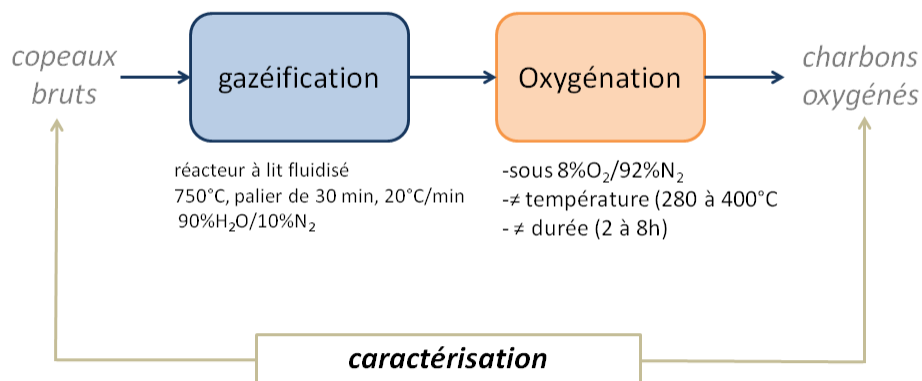 copeaux
bruts
gazéification
Oxygénation
charbons
oxygénés
réacteur à lit fluidisé
750°C, palier de 30 min, 20°C/min
90%H₂O/10%N₂
-sous 8%O₂/92%N₂
-≠ température (280 à 400°C
- ≠ durée (2 à 8h)
caractérisation